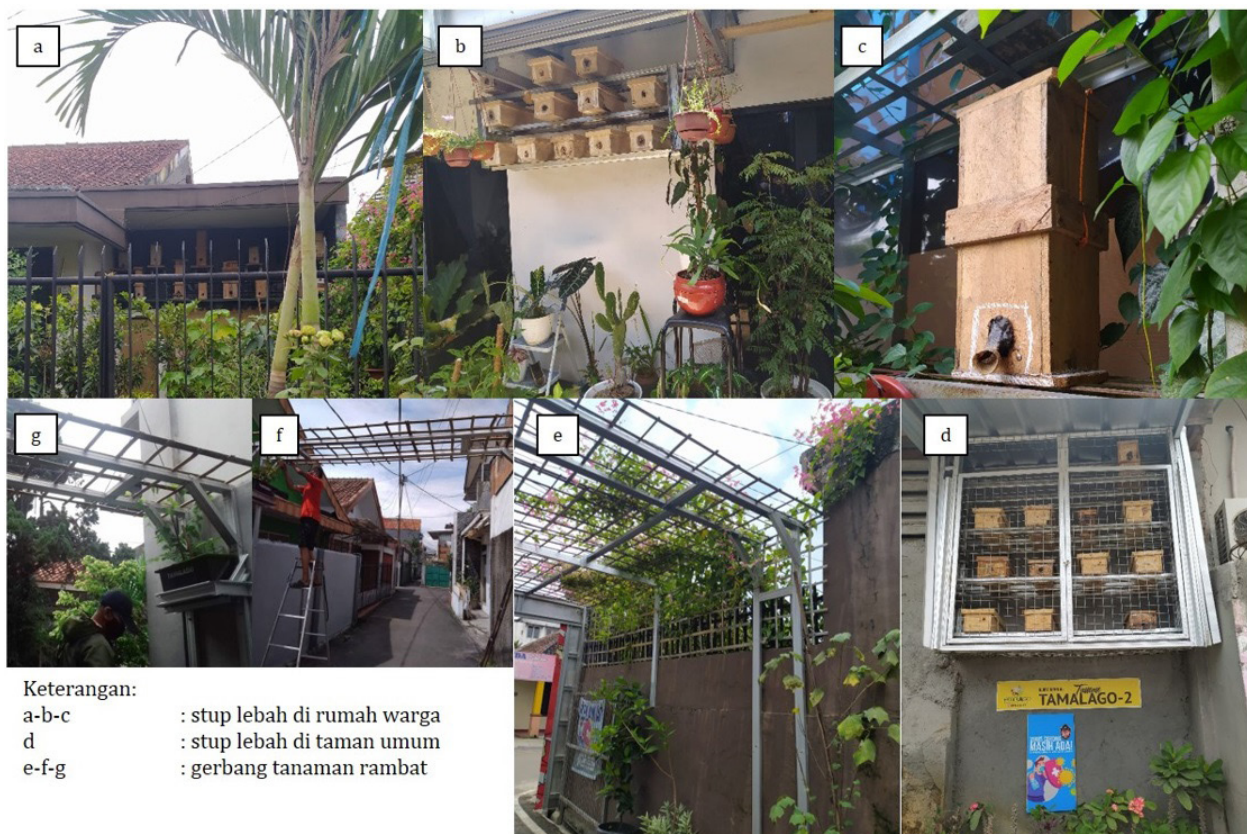 a
b
c
g
f
e
d
TAMALAGO-2
MASIH ADA!
Keterangan:
a-b-c : stup lebah di rumah warga
d : stup lebah di taman umum
e-f-g : gerbang tanaman rambat